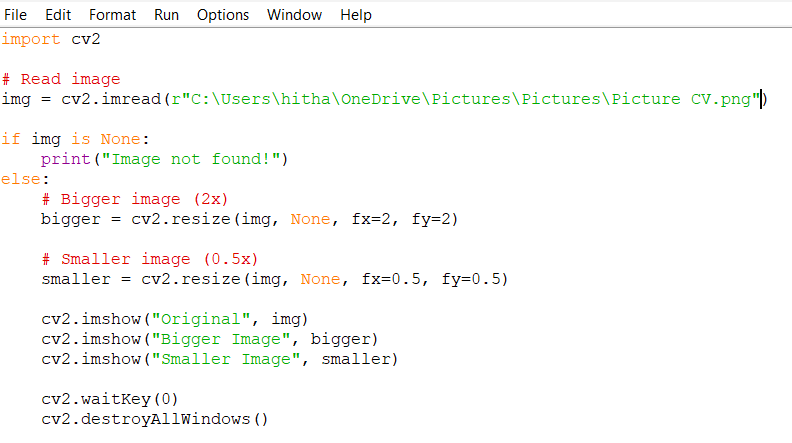 File Edit Format Run Options Window Help
import cv2
# Read image
img = cv2.imread(r"C:\Users\hitha\OneDrive\Pictures\Pictures\Picture CV.png")
if img is None:
    print("Image not found!")
else:
    # Bigger image (2x)
    bigger = cv2.resize(img, None, fx=2, fy=2)
    # Smaller image (0.5x)
    smaller = cv2.resize(img, None, fx=0.5, fy=0.5)
    cv2.imshow("Original", img)
    cv2.imshow("Bigger Image", bigger)
    cv2.imshow("Smaller Image", smaller)
    cv2.waitKey(0)
    cv2.destroyAllWindows()